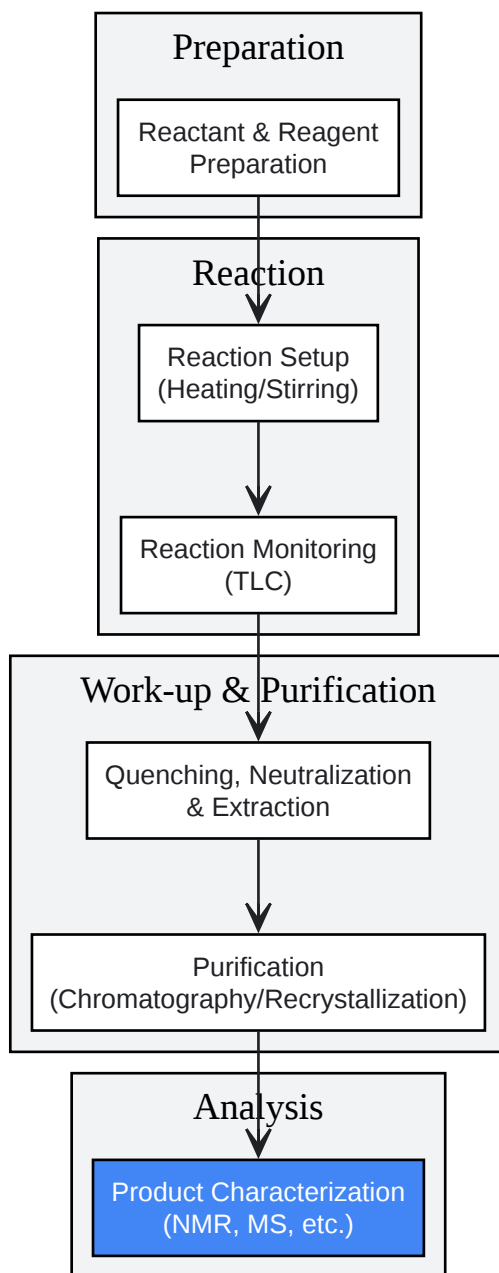 Preparation
Reactant & Reagent
Preparation
Reaction
Reaction Setup
(Heating/Stirring)
Reaction Monitoring
(TLC)
Work-up & Purification
Quenching, Neutralization
& Extraction
Purification
(Chromatography/Recrystallization)
Analysis
Product Characterization
(NMR, MS, etc.)